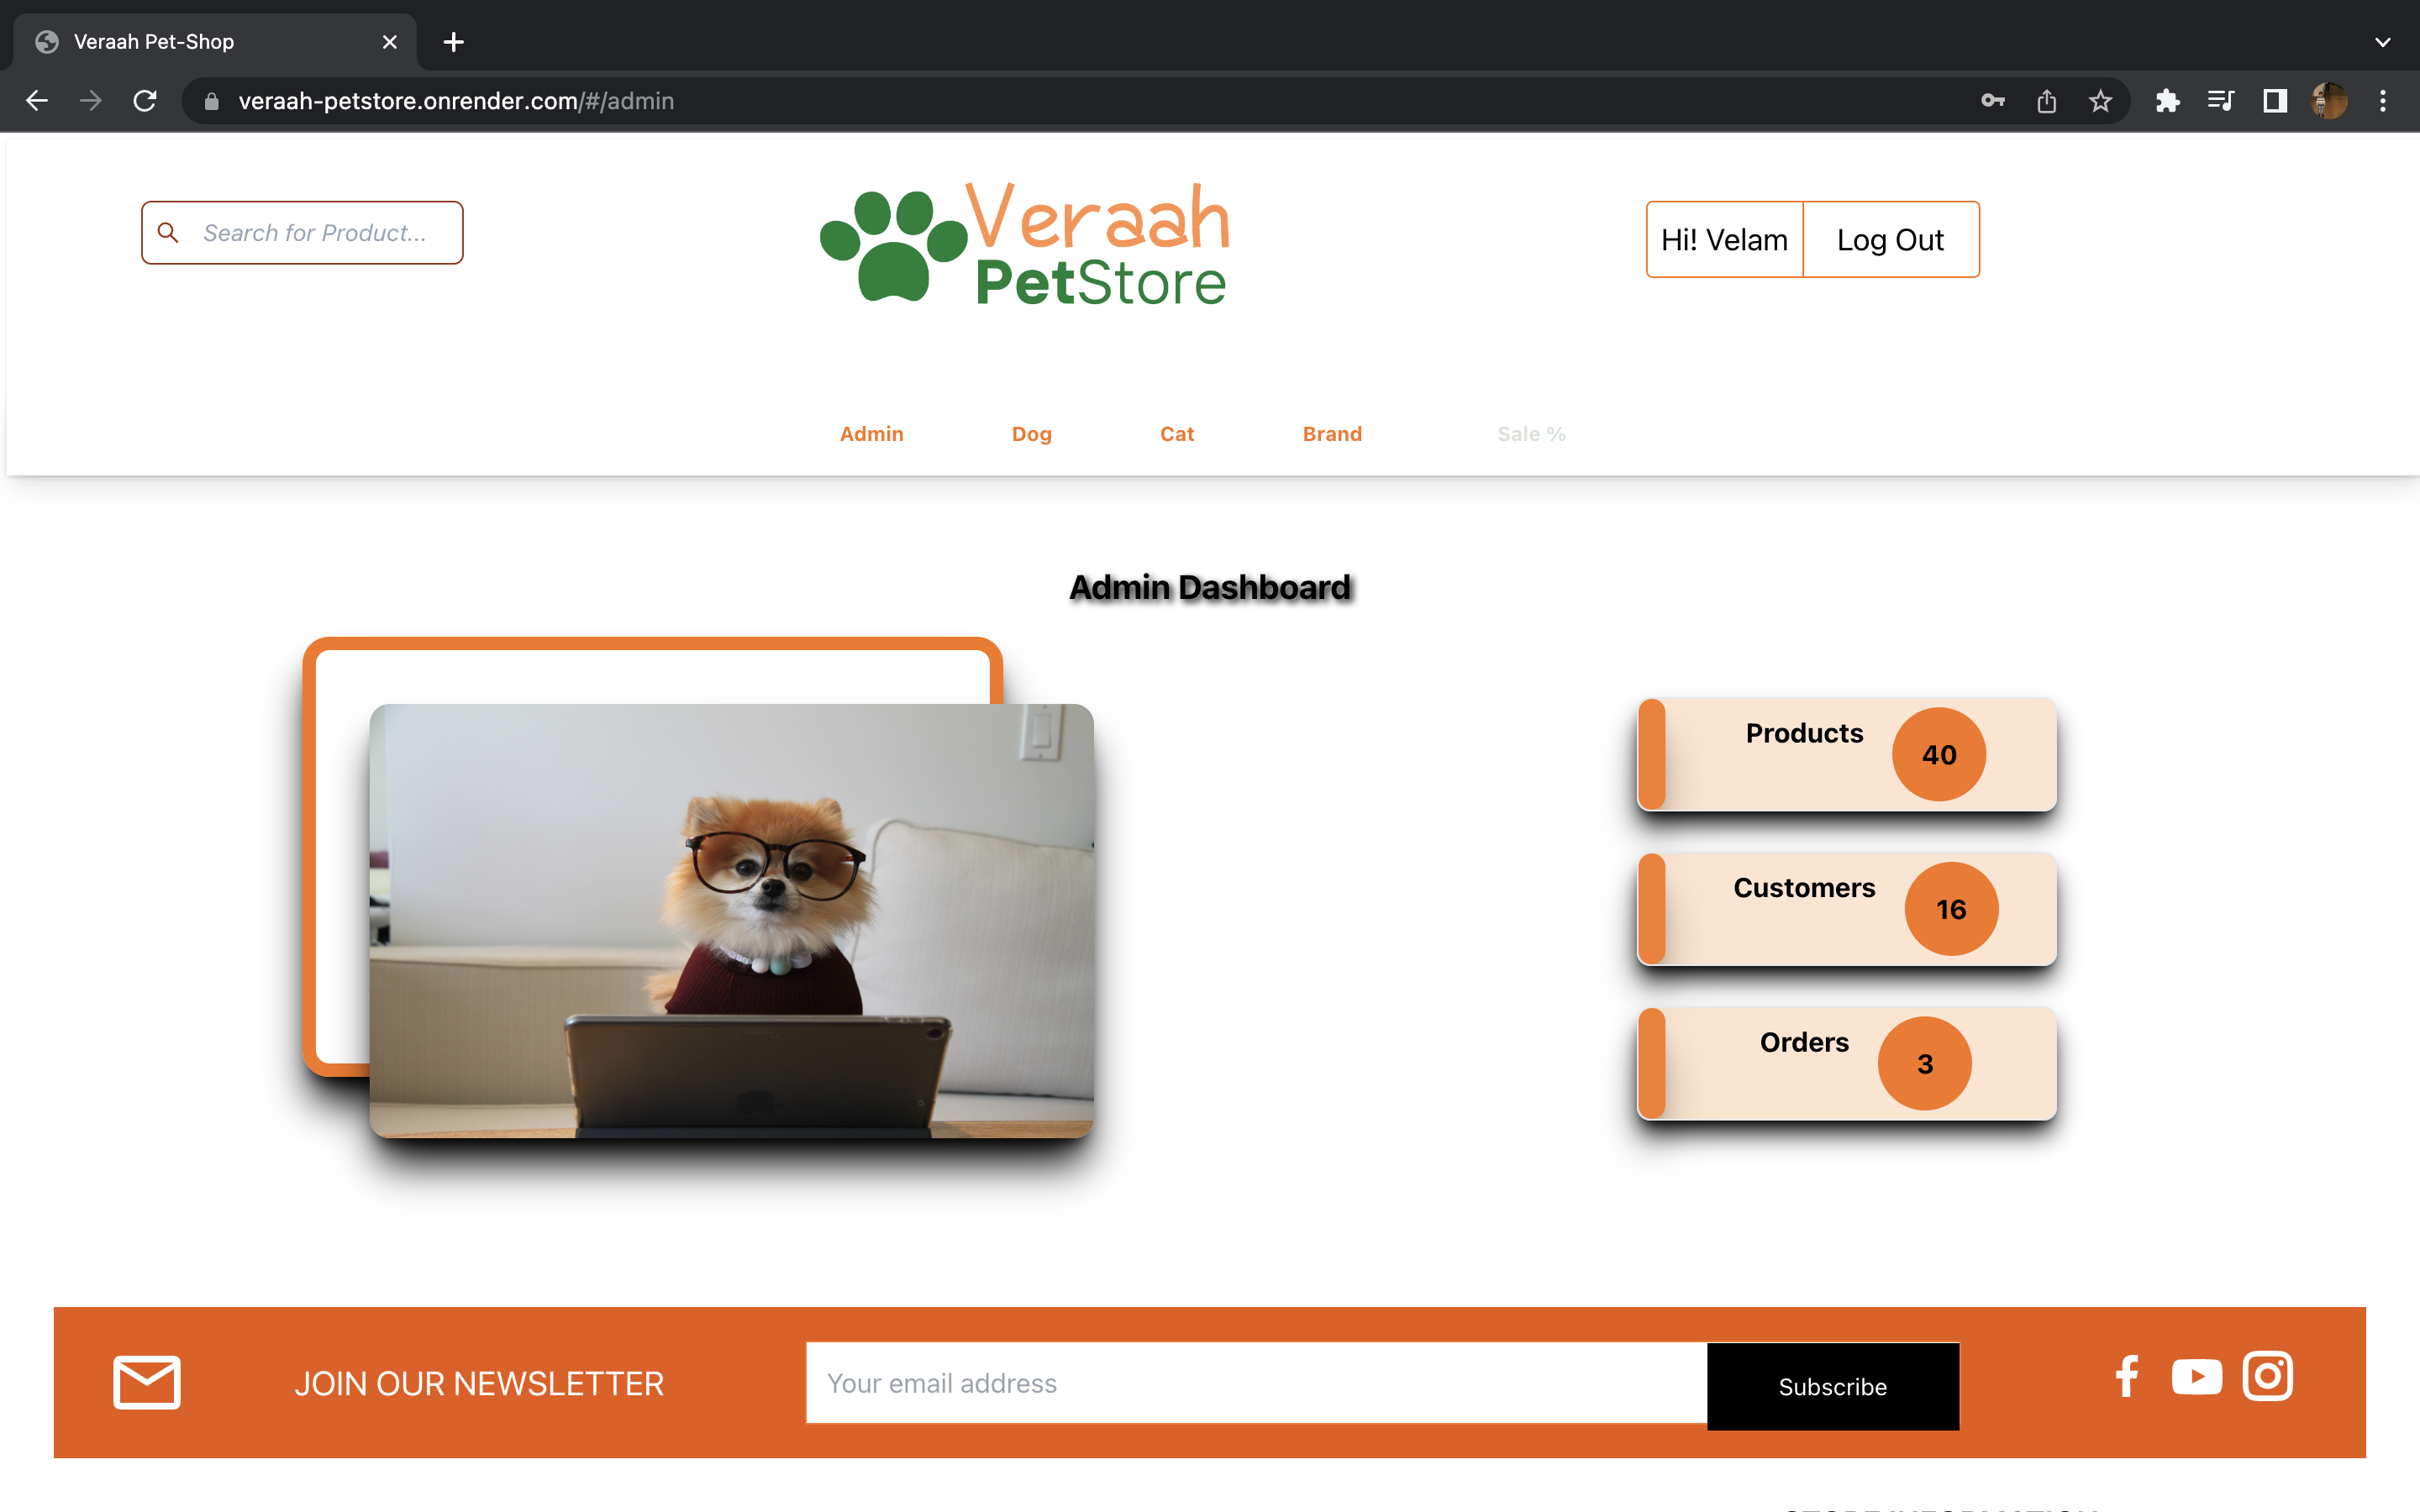 Veraah Pet-Shop
veraah-petstore.onrender.com/#/admin
Search for Product...
Veraah
PetStore
Hi! Velam
Log Out
Admin
Dog
Cat
Brand
Sale %
Admin Dashboard
Products
40
Customers
16
Orders
3
JOIN OUR NEWSLETTER
Your email address
Subscribe